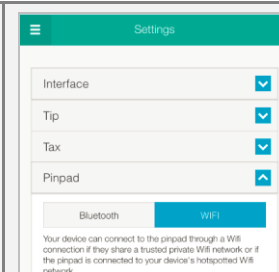 Settings
Interface
Tip
Tax
Pinpad
Bluetooth
WIFI
Your device can connect to the pinpad through a Wifi
connection if they share a trusted private Wifi network or if
the pinpad is connected to your device's hotspotted Wifi
network